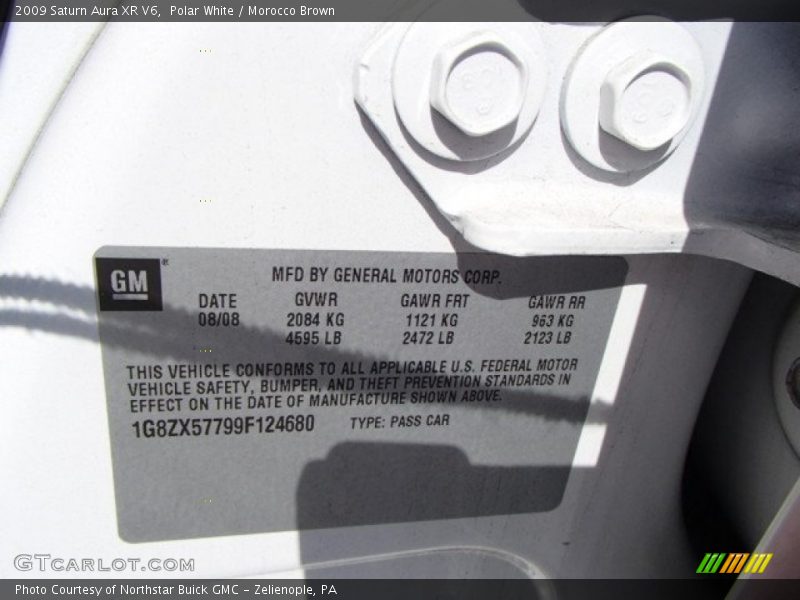 2009 Saturn Aura XR V6,  Polar White / Morocco Brown
GM
MFD BY GENERAL MOTORS CORP.
DATE GVWR GAWR FRT GAWR RR
08/08 2084 KG 1121 KG 963 KG
4595 LB 2472 LB 2123 LB
THIS VEHICLE CONFORMS TO ALL APPLICABLE U.S. FEDERAL MOTOR
VEHICLE SAFETY, BUMPER, AND THEFT PREVENTION STANDARDS IN
EFFECT ON THE DATE OF MANUFACTURE SHOWN ABOVE.
1G8ZX57799F124680 TYPE: PASS CAR
GTCARLOT.COM
Photo Courtesy of Northstar Buick GMC – Zelienople, PA